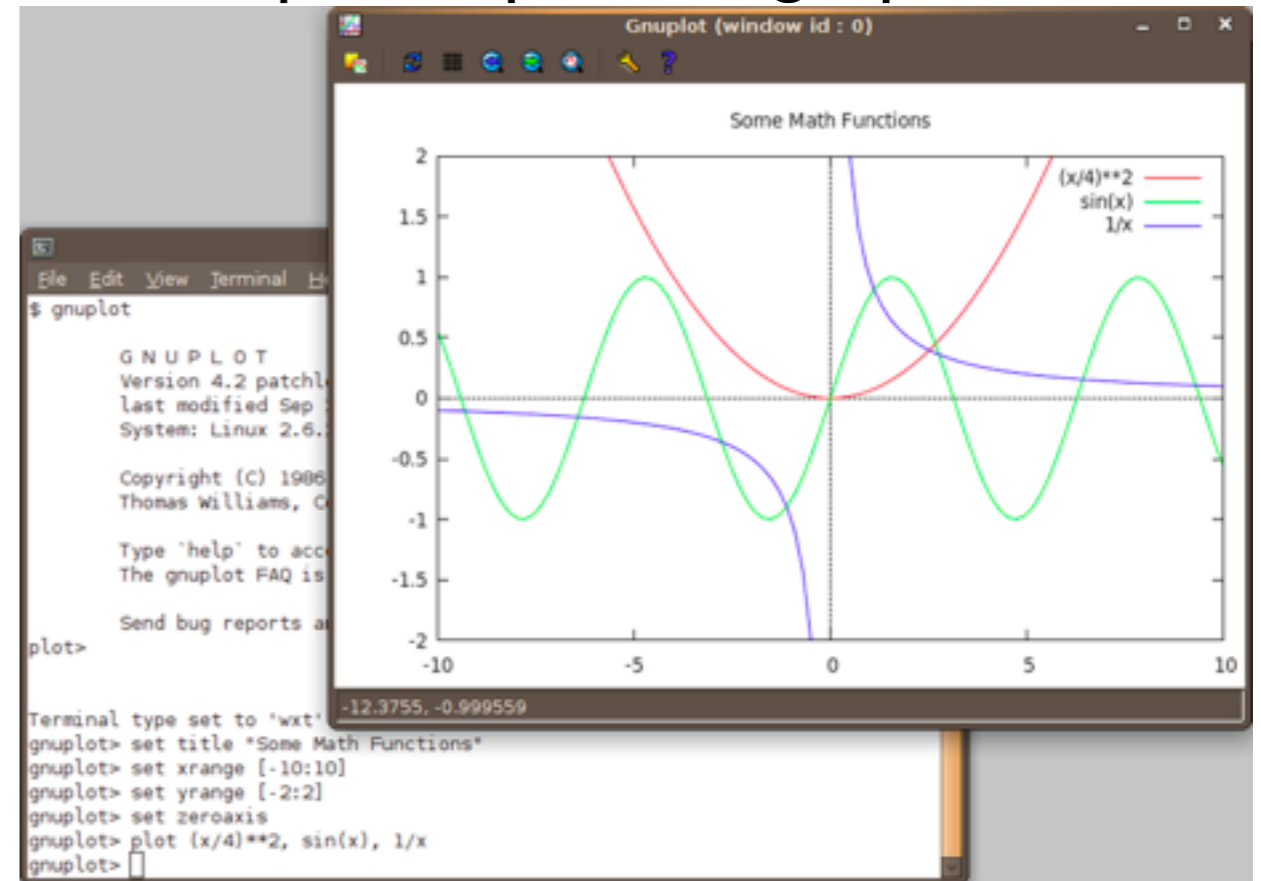 Gnuplot (window id : 0)
Some Math Functions
(x/4)**2
sin(x)
1/x
2
1.5
1
0.5
0
-0.5
-1
-1.5
-2
-10 -5 0 5 10
-12.3755, -0.999559
File Edit View Terminal
$ gnuplot
G N U P L O T
Version 4.2
last modified Sep
System: Linux
Copyright (C) 1986
Thomas Williams,
Type `help` to
The gnuplot FAQ is
Send bug reports
plot>
Terminal type set to 'wxt'
gnuplot> set title "Some Math Functions"
gnuplot> set xrange [-10:10]
gnuplot> set yrange [-2:2]
gnuplot> set zeroaxis
gnuplot> plot (x/4)**2, sin(x), 1/x
gnuplot>